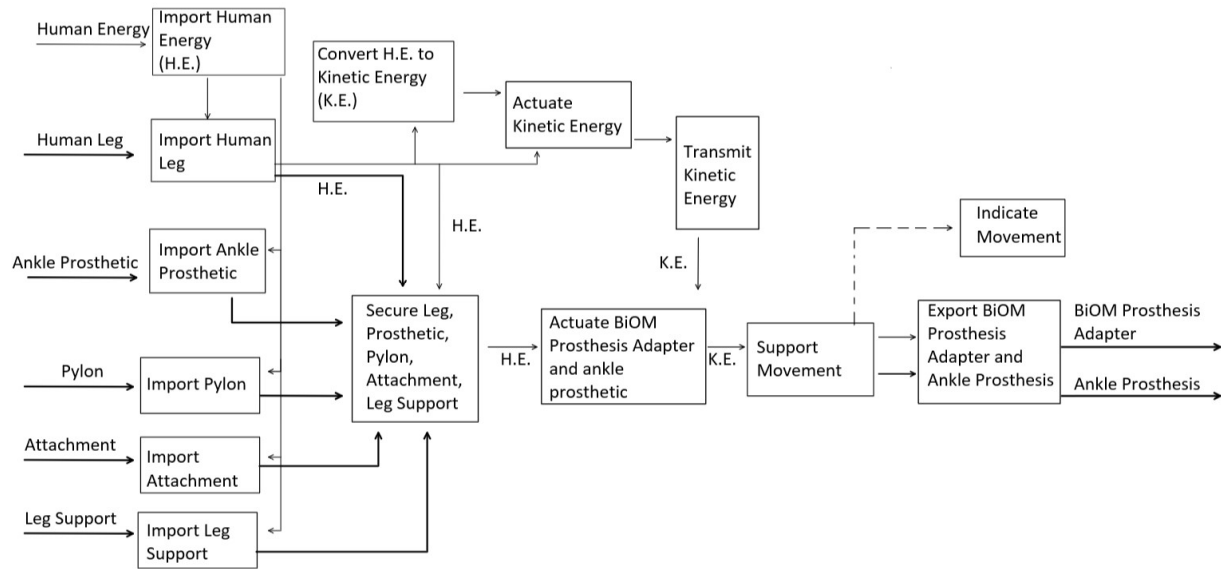 Human Energy
Import Human
Energy
(H.E.)
Convert H.E. to
Kinetic Energy
(K.E.)
Actuate
Kinetic Energy
Human Leg
Import Human
Leg
Transmit
Kinetic
Energy
H.E.
H.E.
Indicate
Movement
Ankle Prosthetic
Import Ankle
Prosthetic
K.E.
Secure Leg,
Prosthetic,
Pylon,
Attachment,
Leg Support
H.E.
Actuate BiOM
Prosthesis Adapter
and ankle
prosthetic
K.E.
Support
Movement
Export BiOM
Prosthesis
Adapter and
Ankle Prosthesis
BiOM Prosthesis
Adapter
Ankle Prosthesis
Pylon
Import Pylon
Attachment
Import
Attachment
Leg Support
Import Leg
Support